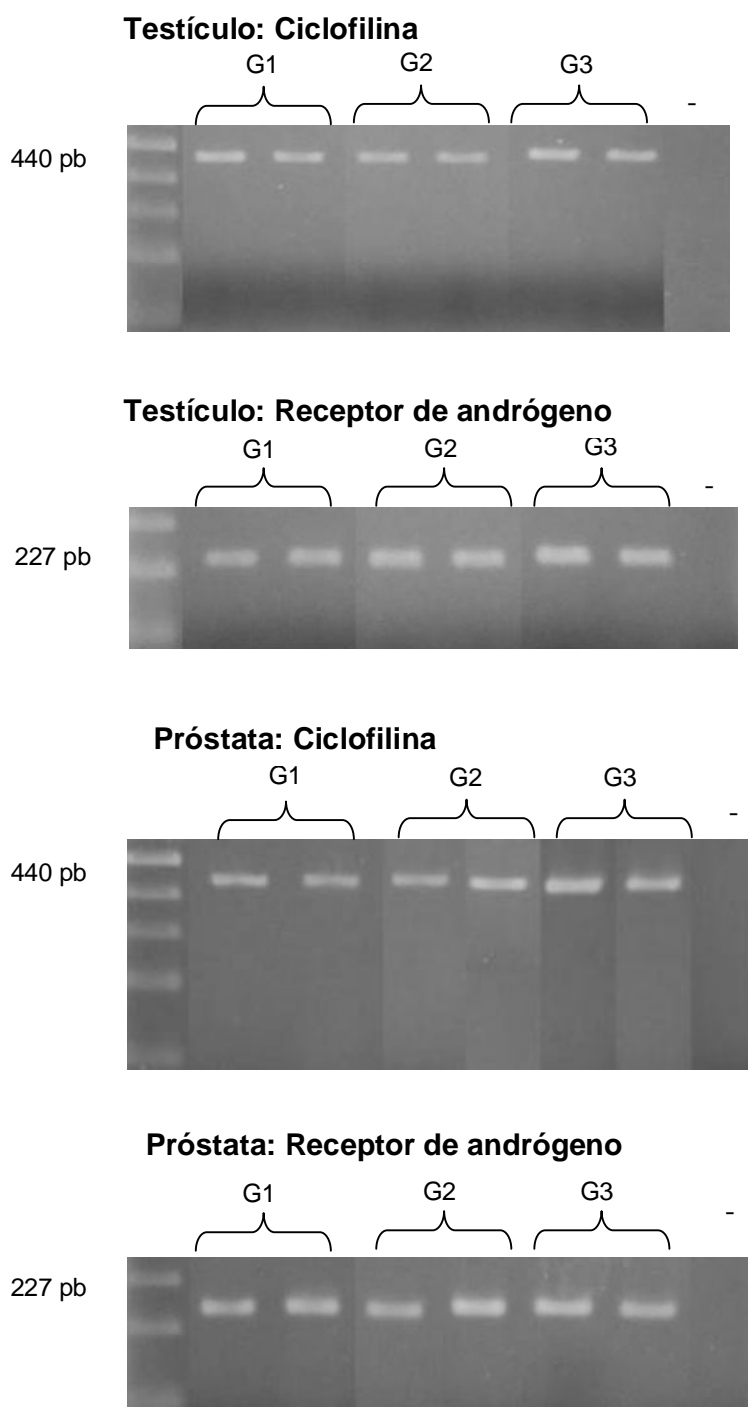 Testículo: Ciclofilina
G1 G2 G3 -
440 pb
Testículo: Receptor de andrógeno
G1 G2 G3 -
227 pb
Próstata: Ciclofilina
G1 G2 G3 -
440 pb
Próstata: Receptor de andrógeno
G1 G2 G3 -
227 pb